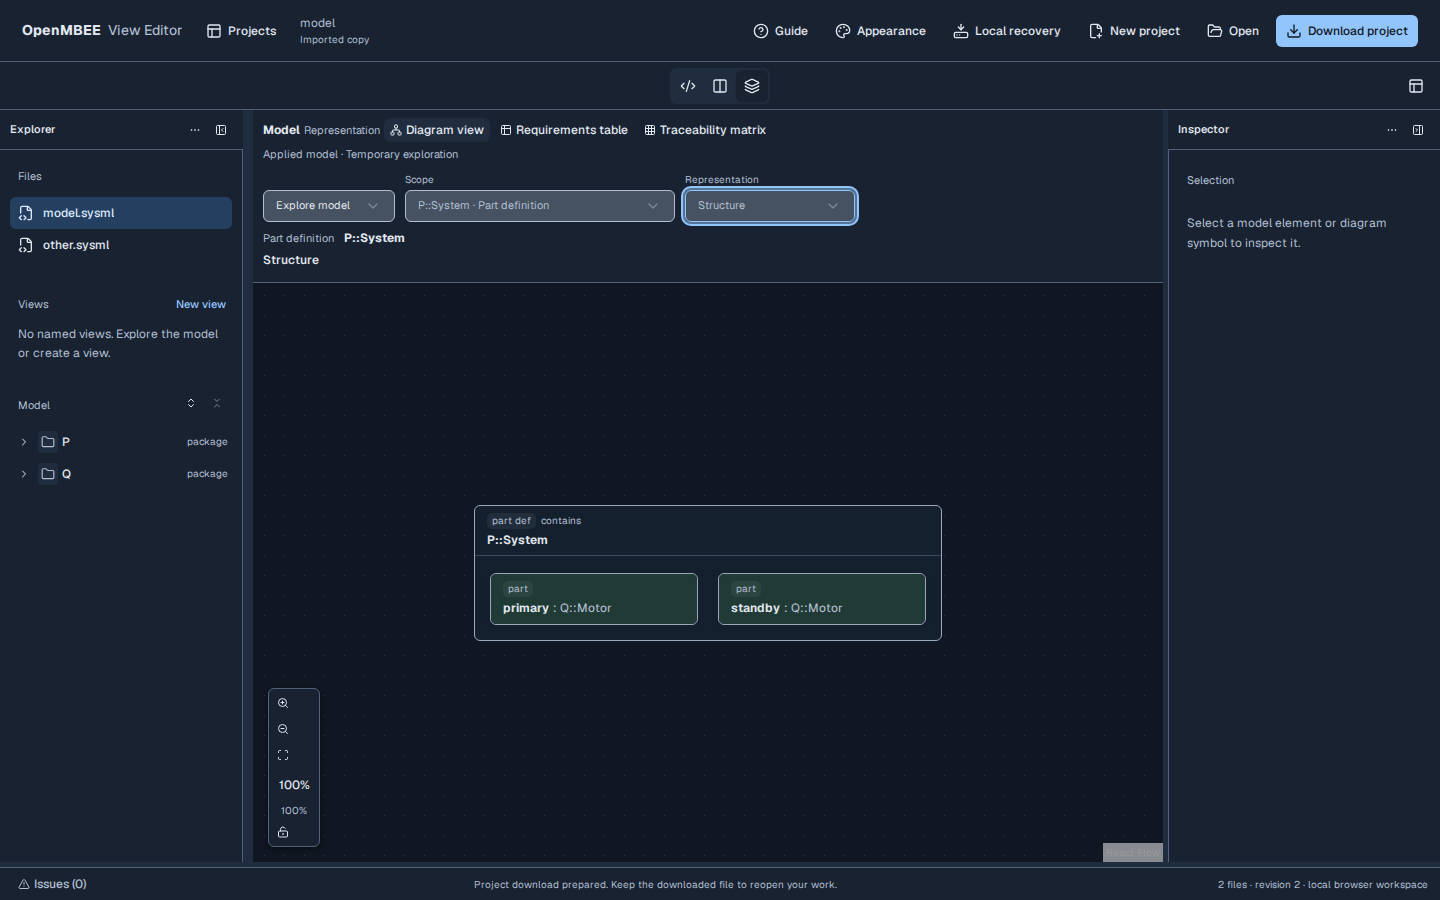 OpenMBEE View Editor
Projects
model
Imported copy
Guide
Appearance
Local recovery
New project
Open
Download project
Explorer
Files
model.sysml
other.sysml
Views
New view
No named views. Explore the model
or create a view.
Model
P
package
Q
package
Model Representation Diagram view Requirements table Traceability matrix
Applied model · Temporary exploration
Scope
Representation
Explore model
P::System · Part definition
Structure
Part definition P::System
Structure
part def contains
P::System
part
primary : Q::Motor
part
standby : Q::Motor
100%
100%
React Flow
Inspector
Selection
Select a model element or diagram
symbol to inspect it.
Issues (0)
Project download prepared. Keep the downloaded file to reopen your work.
2 files · revision 2 · local browser workspace